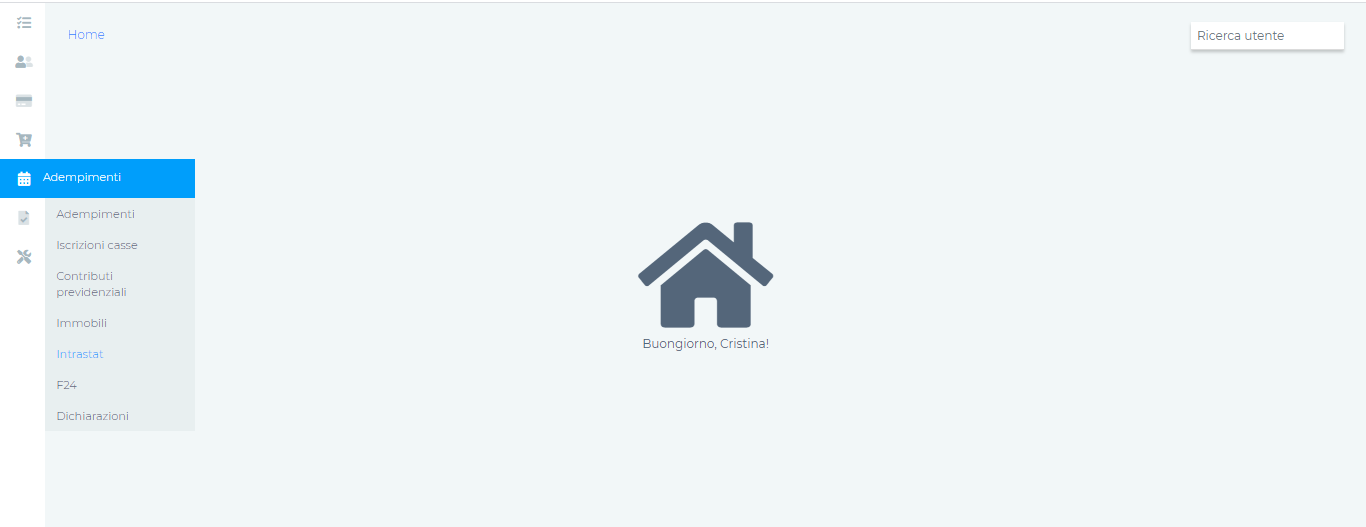 Home
Ricerca utente
Adempimenti
Adempimenti
Iscrizioni casse
Contributi
previdenziali
Immobili
Intrastat
F24
Dichiarazioni
Buongiorno, Cristina!